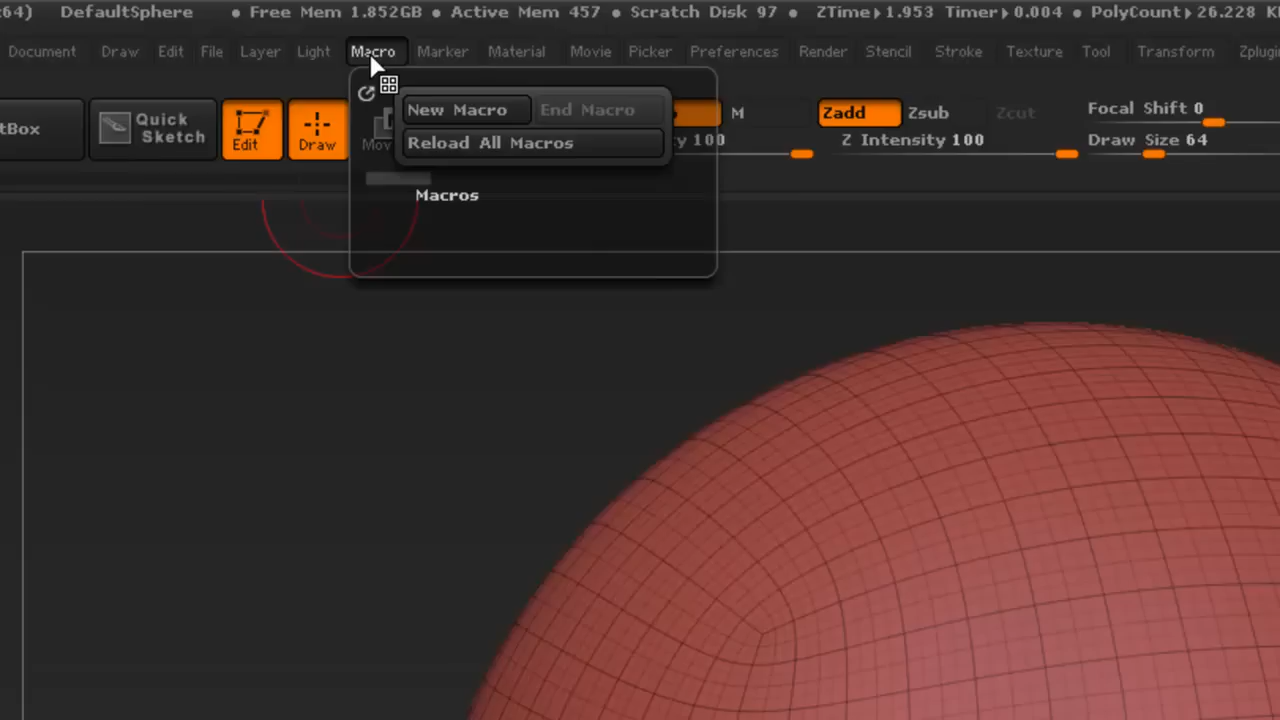 :64) DefaultSphere ● Free Mem 1.852GB ● Active Mem 457 ● Scratch Disk 97 ● ZTime▸1.953 Timer▸0.004 ● PolyCount▸26.228
Document Draw Edit File Layer Light Macro Marker Material Movie Picker Preferences Render Stencil Stroke Texture Tool Transform Zplugi
tBox
Quick Sketch
Edit
Draw
Mov
New Macro End Macro
Reload All Macros
Macros
M
y 100
Zadd Zsub Zcut
Z Intensity 100
Focal Shift 0
Draw Size 64